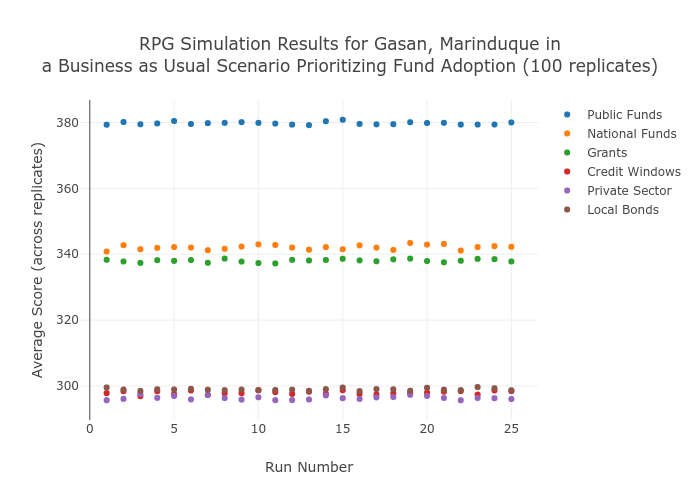 RPG Simulation Results for Gasan, Marinduque in
a Business as Usual Scenario Prioritizing Fund Adoption (100 replicates)
Average Score (across replicates)
380
360
340
320
300
0
5
10
15
20
25
Run Number
Public Funds
National Funds
Grants
Credit Windows
Private Sector
Local Bonds